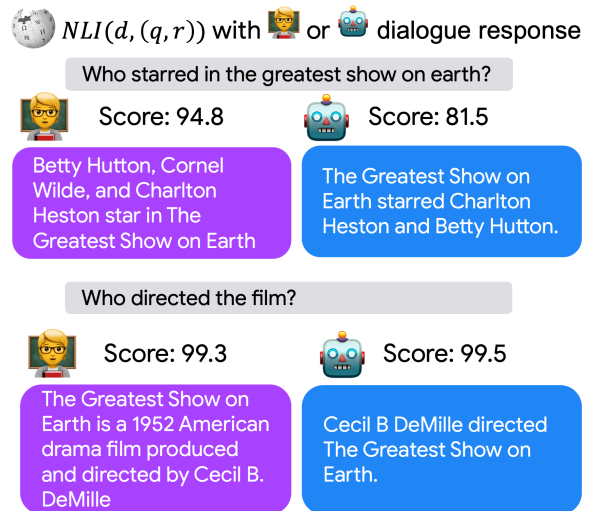 NLI(d, (q, r)) with or dialogue response
Who starred in the greatest show on earth?
Score: 94.8
Score: 81.5
Betty Hutton, Cornel
Wilde, and Charlton
Heston star in The
Greatest Show on Earth
The Greatest Show on
Earth starred Charlton
Heston and Betty Hutton.
Who directed the film?
Score: 99.3
Score: 99.5
The Greatest Show on
Earth is a 1952 American
drama film produced
and directed by Cecil B.
DeMille
Cecil B DeMille directed
The Greatest Show on
Earth.